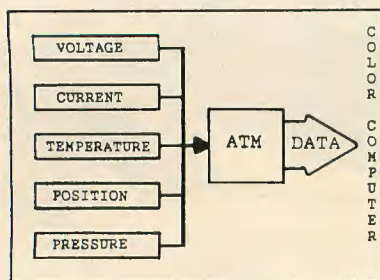 VOLTAGE
CURRENT
TEMPERATURE
POSITION
PRESSURE
ATM
DATA
COLOR COMPUTER